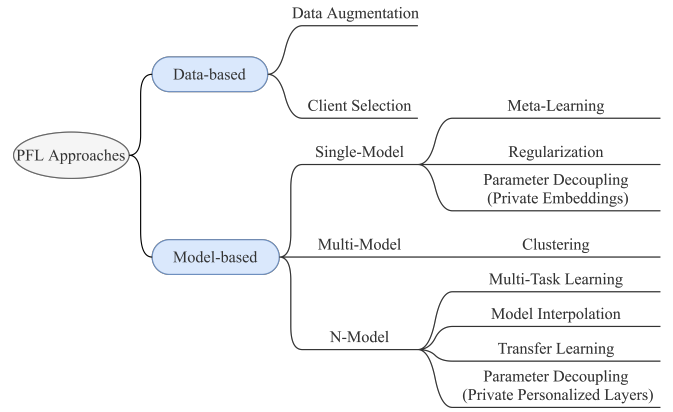 PFL Approaches
Data-based
Data Augmentation
Client Selection
Model-based
Single-Model
Meta-Learning
Regularization
Parameter Decoupling
(Private Embeddings)
Multi-Model
Clustering
N-Model
Multi-Task Learning
Model Interpolation
Transfer Learning
Parameter Decoupling
(Private Personalized Layers)